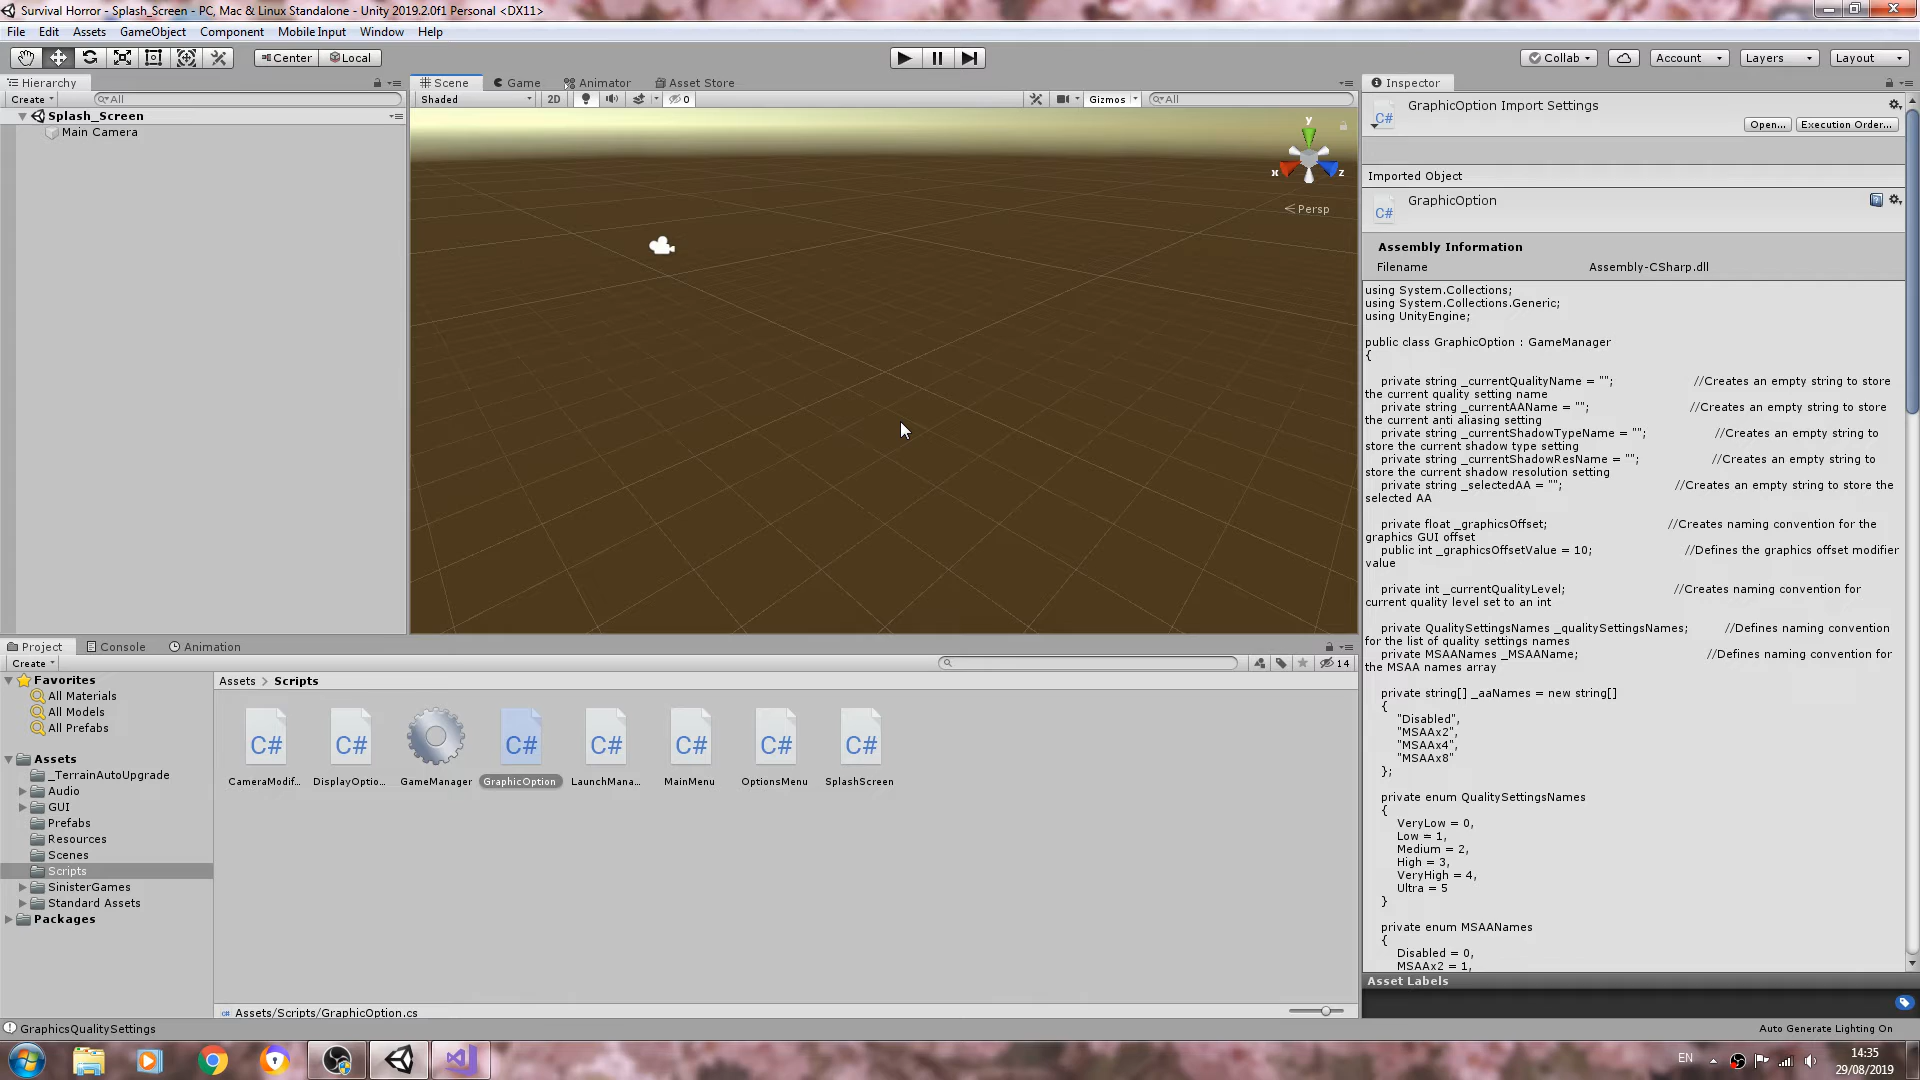 Survival Horror - Splash_Screen - PC, Mac & Linux Standalone - Unity 2019.2.0f1 Personal <DX11>
File Edit Assets GameObject Component Mobile Input Window Help
Center Local Collab Account Layers Layout
Hierarchy Scene Game Animator Asset Store Inspector
Create All Shaded 2D 0 Gizmos All
Splash_Screen
Main Camera
y
x z
Persp
GraphicOption Import Settings
Open... Execution Order...
Imported Object
GraphicOption
C#
Assembly Information
Filename Assembly-CSharp.dll
using System.Collections;
using System.Collections.Generic;
using UnityEngine;
public class GraphicOption : GameManager
{
private string _currentQualityName = ""; //Creates an empty string to store
the current quality setting name
private string _currentAAName = ""; //Creates an empty string to store
the current anti aliasing setting
private string _currentShadowTypeName = ""; //Creates an empty string to
store the current shadow type setting
private string _currentShadowResName = ""; //Creates an empty string to
store the current shadow resolution setting
private string _selectedAA = ""; //Creates an empty string to store the
selected AA
private float _graphicsOffset; //Creates naming convention for the
graphics GUI offset
public int _graphicsOffsetValue = 10; //Defines the graphics offset modifier
value
private int _currentQualityLevel; //Creates naming convention for
current quality level set to an int
private QualitySettingsNames _qualitySettingsNames; //Defines naming convention
for the list of quality settings names
private MSAANames _MSAAName; //Defines naming convention for
the MSAA names array
private string[] _aaNames = new string[]
{
"Disabled",
"MSAAx2",
"MSAAx4",
"MSAAx8"
};
private enum QualitySettingsNames
{
VeryLow = 0,
Low = 1,
Medium = 2,
High = 3,
VeryHigh = 4,
Ultra = 5
}
private enum MSAANames
{
Disabled = 0,
MSAAx2 = 1,
Asset Labels
Project Console Animation
Create 14
Favorites
All Materials
All Models
All Prefabs
Assets
_TerrainAutoUpgrade
Audio
GUI
Prefabs
Resources
Scenes
Scripts
SinisterGames
Standard Assets
Packages
Assets > Scripts
C# C# C# C# C# C# C#
CameraModif... DisplayOptio... GameManager GraphicOption LaunchMana... MainMenu OptionsMenu SplashScreen
Assets/Scripts/GraphicOption.cs
GraphicsQualitySettings Auto Generate Lighting On
EN 14:35
29/08/2019